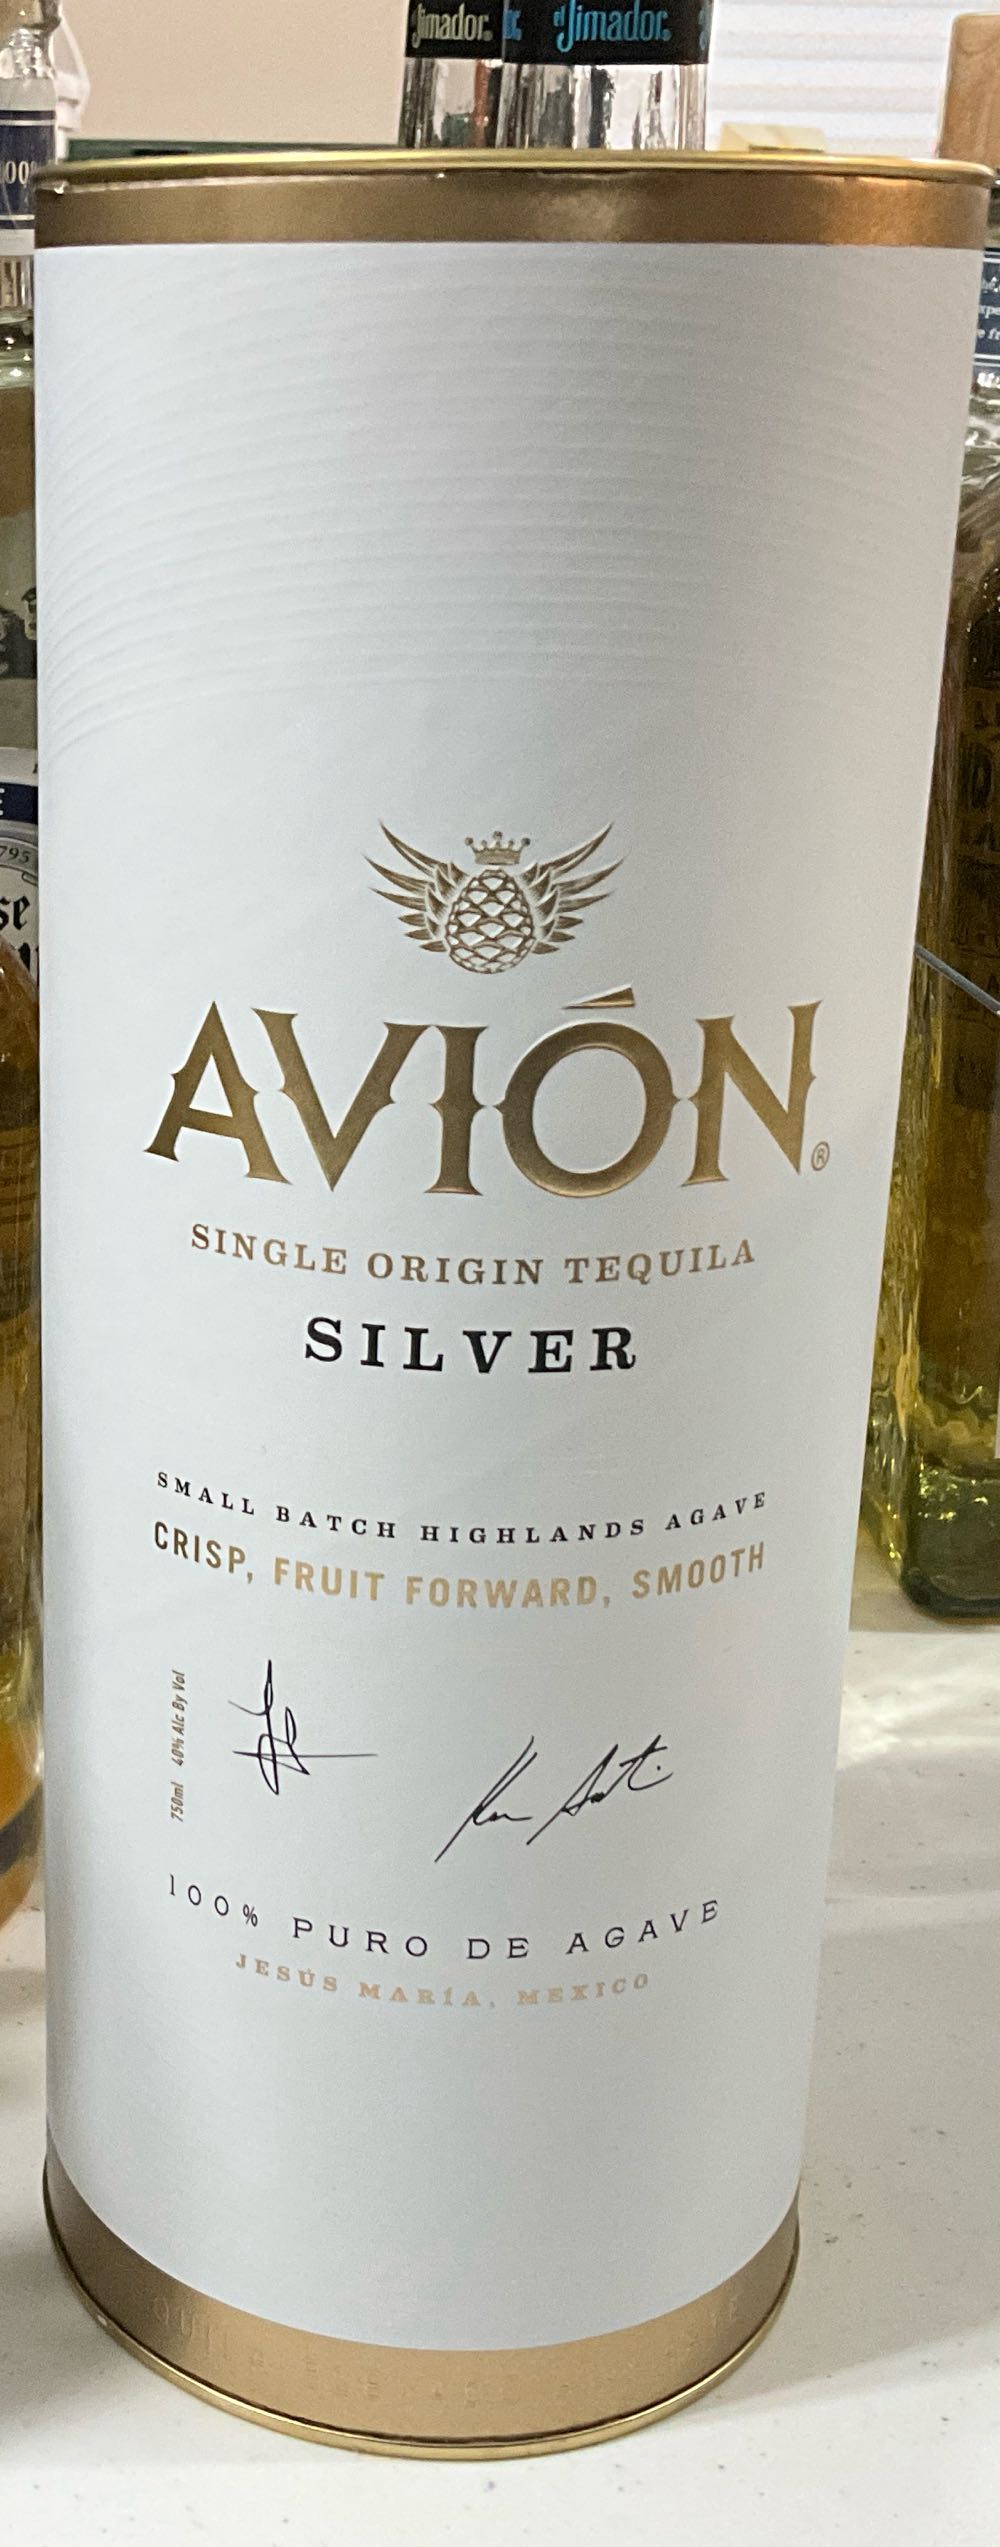 Jimador.
el Jimador.
100%
AVIÓN®
SINGLE ORIGIN TEQUILA
SILVER
SMALL BATCH HIGHLANDS AGAVE
CRISP, FRUIT FORWARD, SMOOTH
750ml 40% Alc By Vol
100% PURO DE AGAVE
JESÚS MARÍA, MEXICO